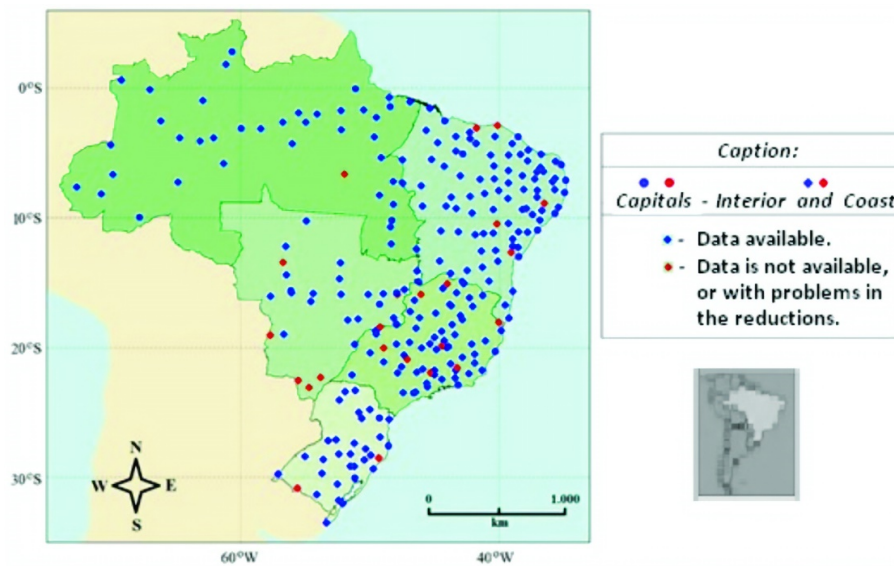 0°S
10°S
20°S
30°S
60°W
40°W
N
W
E
S
0
1.000
km
Caption:
Capitals - Interior and Coast
- Data available.
- Data is not available,
or with problems in
the reductions.